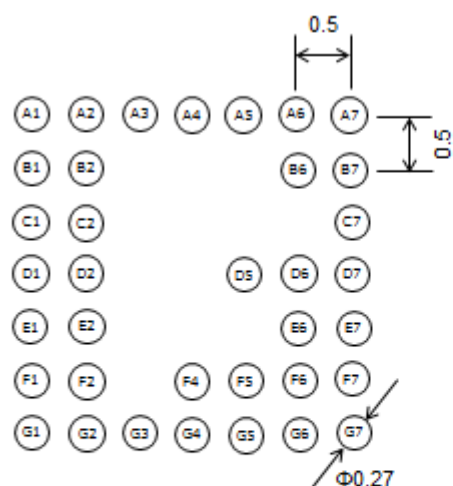 0.5
A1 A2 A3 A4 A5 A6 A7
0.5
B1 B2 B6 B7
C1 C2 C7
D1 D2 D5 D6 D7
E1 E2 E6 E7
F1 F2 F4 F5 F6 F7
G1 G2 G3 G4 G5 G6 G7
Φ0.27